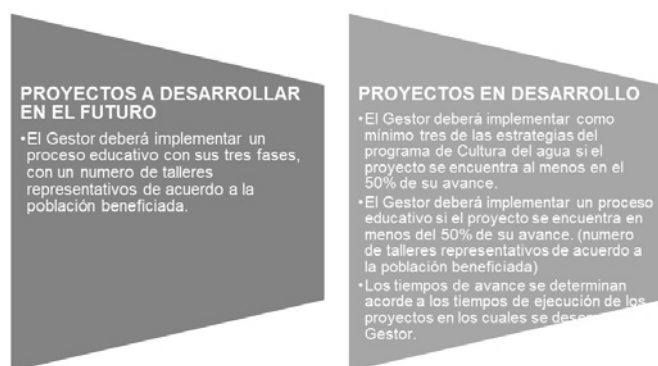 PROYECTOS A DESARROLLAR
EN EL FUTURO
•El Gestor deberá implementar un
proceso educativo con sus tres fases,
con un numero de talleres
representativos de acuerdo a la
población beneficiada.
PROYECTOS EN DESARROLLO
•El Gestor deberá implementar como
mínimo tres de las estrategias del
programa de Cultura del agua si el
proyecto se encuentra al menos en el
50% de su avance.
•El Gestor deberá implementar un proceso
educativo si el proyecto se encuentra en
menos del 50% de su avance. (numero
de talleres representativos de acuerdo a
la población beneficiada)
•Los tiempos de avance se determinan
acorde a los tiempos de ejecución de los
proyectos en los cuales se
Gestor.